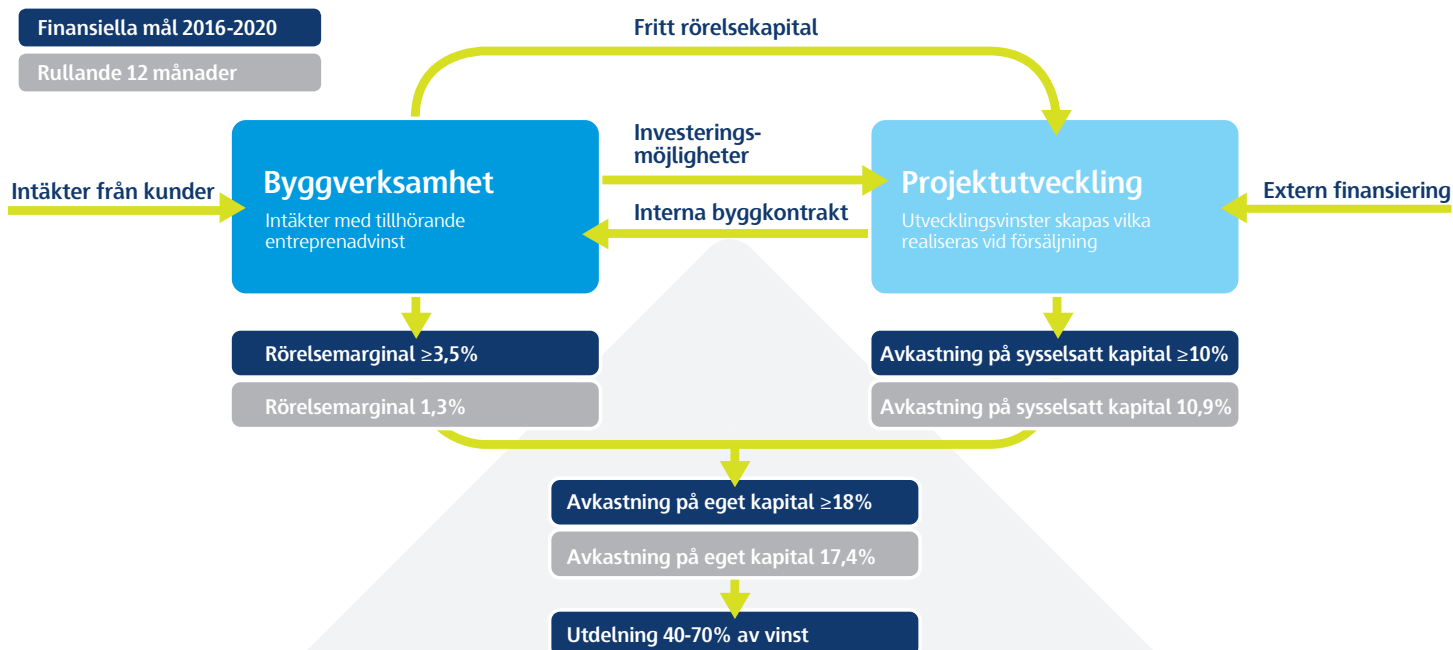 Finansiella mål 2016-2020
Rullande 12 månader
Fritt rörelsekapital
Intäkter från kunder
Byggverksamhet
Intäkter med tillhörande
entreprenadvinst
Investerings-
möjligheter
Interna byggkontrakt
Projektutveckling
Utvecklingsvinster skapas vilka
realiseras vid försäljning
Extern finansiering
Rörelsemarginal ≥3,5%
Rörelsemarginal 1,3%
Avkastning på sysselsatt kapital ≥10%
Avkastning på sysselsatt kapital 10,9%
Avkastning på eget kapital ≥18%
Avkastning på eget kapital 17,4%
Utdelning 40-70% av vinst